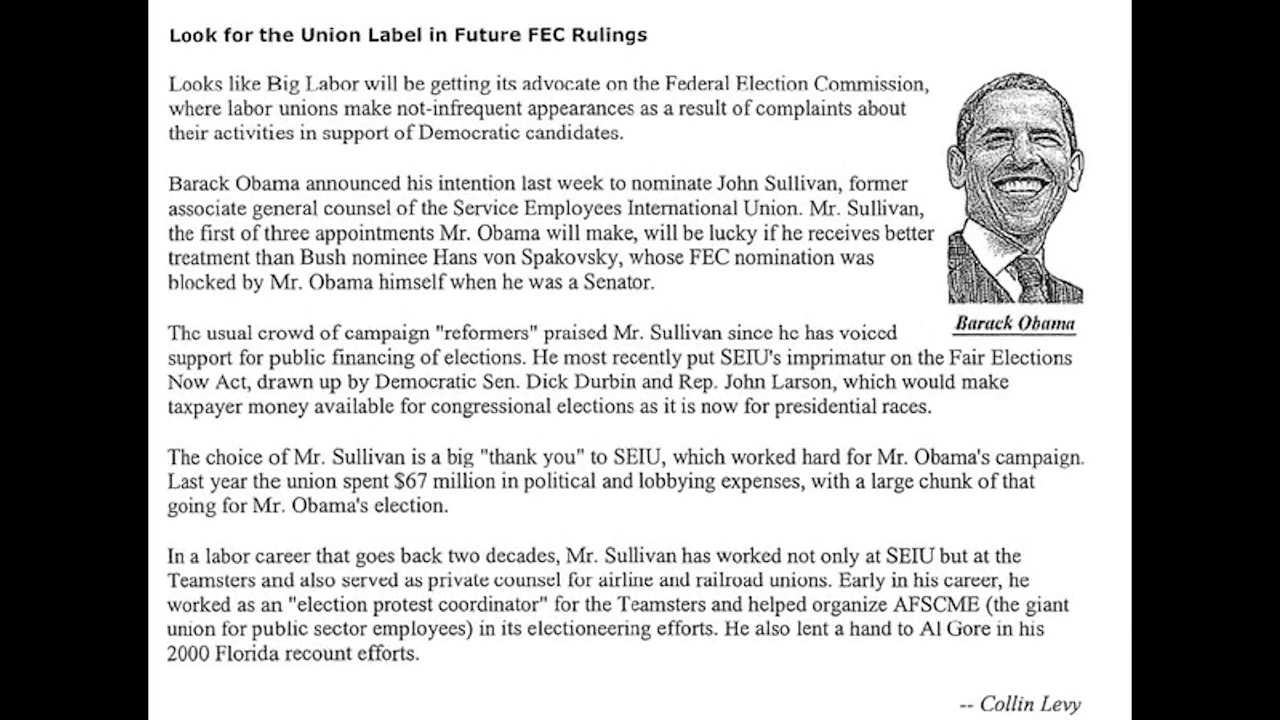 Look for the Union Label in Future FEC Rulings
Looks like Big Labor will be getting its advocate on the Federal Election Commission,
where labor unions make not-infrequent appearances as a result of complaints about
their activities in support of Democratic candidates.
Barack Obama announced his intention last week to nominate John Sullivan, former
associate general counsel of the Service Employees International Union. Mr. Sullivan,
the first of three appointments Mr. Obama will make, will be lucky if he receives better
treatment than Bush nominee Hans von Spakovsky, whose FEC nomination was
blocked by Mr. Obama himself when he was a Senator.
Barack Obama
The usual crowd of campaign "reformers" praised Mr. Sullivan since he has voiced
support for public financing of elections. He most recently put SEIU's imprimatur on the Fair Elections
Now Act, drawn up by Democratic Sen. Dick Durbin and Rep. John Larson, which would make
taxpayer money available for congressional elections as it is now for presidential races.
The choice of Mr. Sullivan is a big "thank you" to SEIU, which worked hard for Mr. Obama's campaign.
Last year the union spent $67 million in political and lobbying expenses, with a large chunk of that
going for Mr. Obama's election.
In a labor career that goes back two decades, Mr. Sullivan has worked not only at SEIU but at the
Teamsters and also served as private counsel for airline and railroad unions. Early in his career, he
worked as an "election protest coordinator" for the Teamsters and helped organize AFSCME (the giant
union for public sector employees) in its electioneering efforts. He also lent a hand to Al Gore in his
2000 Florida recount efforts.
-- Collin Levy